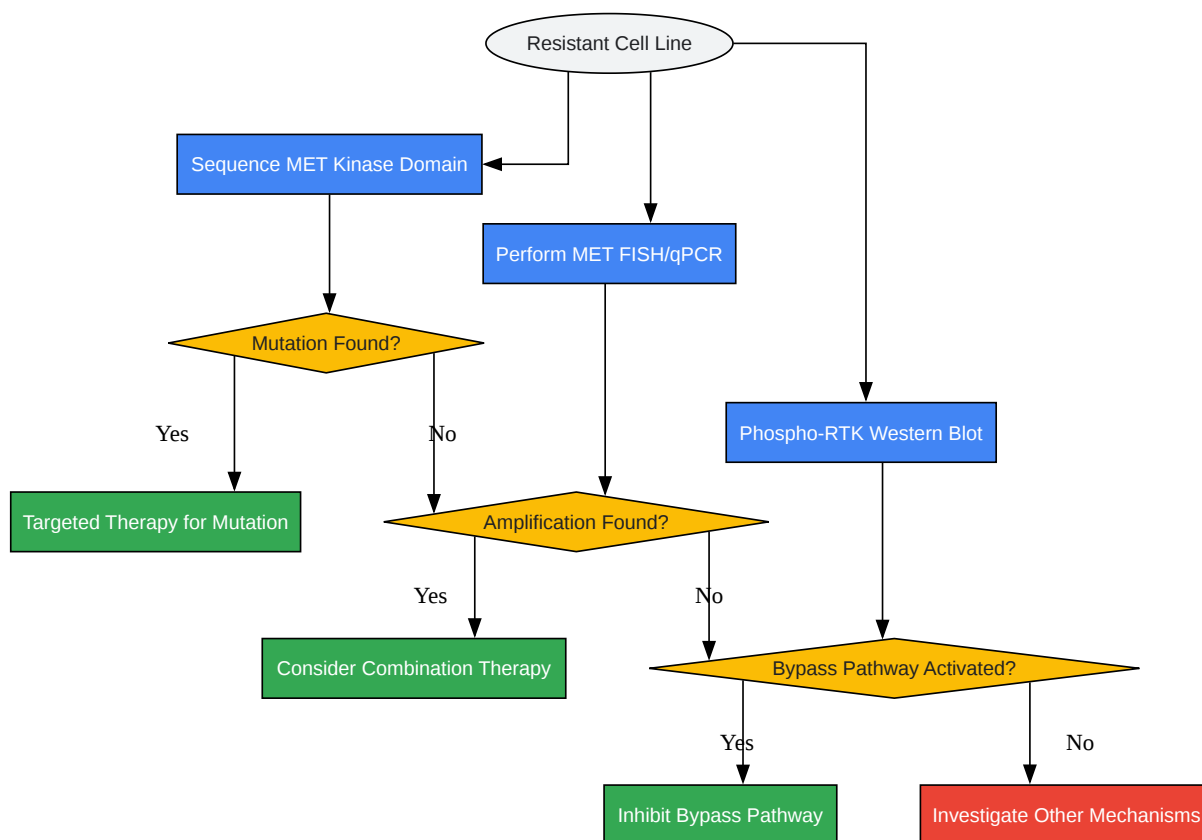 Resistant Cell Line
Sequence MET Kinase Domain
Perform MET FISH/qPCR
Mutation Found?
Phospho-RTK Western Blot
Yes
No
Targeted Therapy for Mutation
Amplification Found?
Yes
No
Consider Combination Therapy
Bypass Pathway Activated?
Yes
No
Inhibit Bypass Pathway
Investigate Other Mechanisms